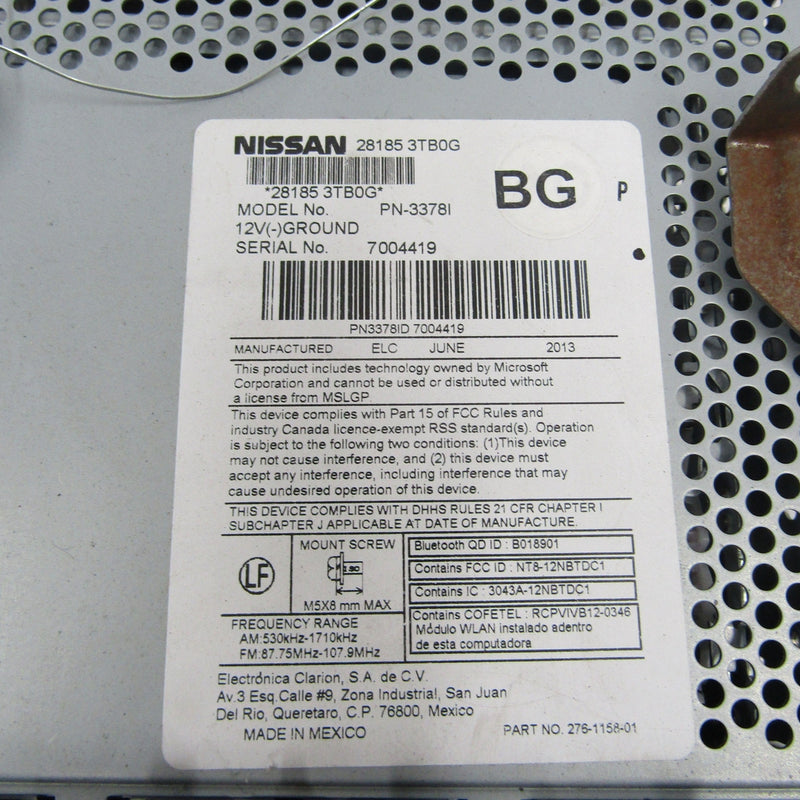 NISSAN 28185 3TB0G
*28185 3TB0G*
BG P
MODEL No. PN-3378I
12V(-)GROUND
SERIAL No. 7004419
PN3378ID 7004419
MANUFACTURED ELC JUNE 2013
This product includes technology owned by Microsoft
Corporation and cannot be used or distributed without
a license from MSLGP.
This device complies with Part 15 of FCC Rules and
industry Canada licence-exempt RSS standard(s). Operation
is subject to the following two conditions: (1)This device
may not cause interference, and (2) this device must
accept any interference, including interference that may
cause undesired operation of this device.
THIS DEVICE COMPLIES WITH DHHS RULES 21 CFR CHAPTER I
SUBCHAPTER J APPLICABLE AT DATE OF MANUFACTURE.
LF
MOUNT SCREW
M5X8 mm MAX
FREQUENCY RANGE
AM:530kHz-1710kHz
FM:87.75MHz-107.9MHz
Bluetooth QD ID : B018901
Contains FCC ID : NT8-12NBTDC1
Contains IC : 3043A-12NBTDC1
Contains COFETEL : RCPVIVB12-0346
Módulo WLAN instalado adentro
de esta computadora
Electrónica Clarion, S.A. de C.V.
Av.3 Esq.Calle #9, Zona Industrial, San Juan
Del Rio, Queretaro, C.P. 76800, Mexico
MADE IN MEXICO
PART NO. 276-1158-01